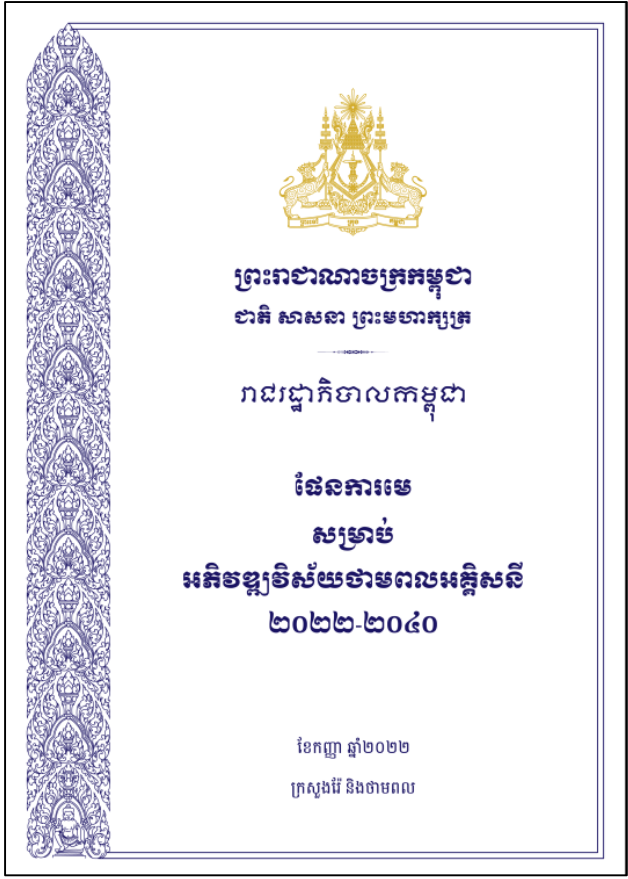 ព្រះរាជាណាចក្រកម្ពុជា
ជាតិ សាសនា ព្រះមហាក្សត្រ
រាជរដ្ឋាភិបាលកម្ពុជា
ផែនការមេ
សម្រាប់
អភិវឌ្ឍវិស័យថាមពលអគ្គិសនី
២០២២-២០៤០
ខែកញ្ញា ឆ្នាំ២០២២
ក្រសួងរ៉ែ និងថាមពល